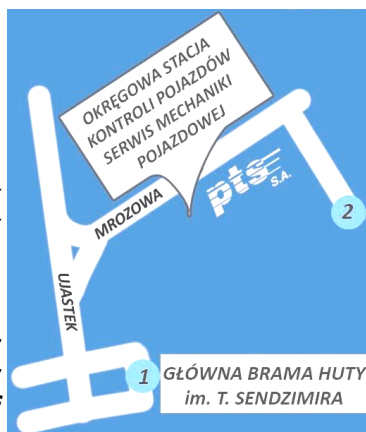 OKRĘGOWA STACJA
KONTROLI POJAZDÓW
SERWIS MECHANIKI
POJAZDOWEJ
MROZOWA
pts
S.A.
2
UJASTEK
1
GŁÓWNA BRAMA HUTY
im. T. SENDZIMIRA